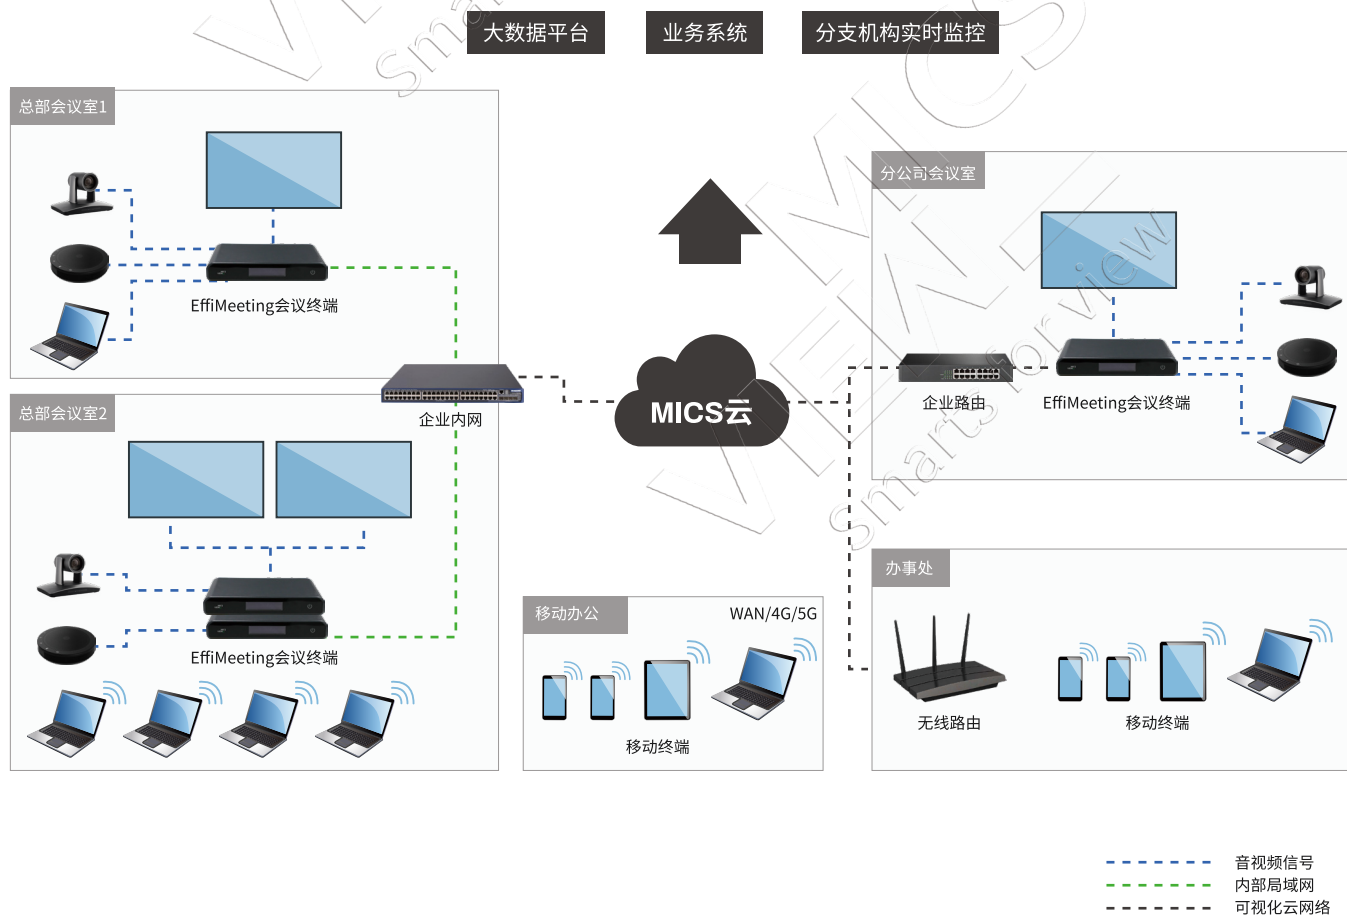 大数据平台
业务系统
分支机构实时监控
总部会议室1
EffiMeeting会议终端
企业内网
总部会议室2
EffiMeeting会议终端
MICS云
分公司会议室
企业路由
EffiMeeting会议终端
移动办公
WAN/4G/5G
移动终端
办事处
无线路由
移动终端
音视频信号
内部局域网
可视化云网络
Smarts for view